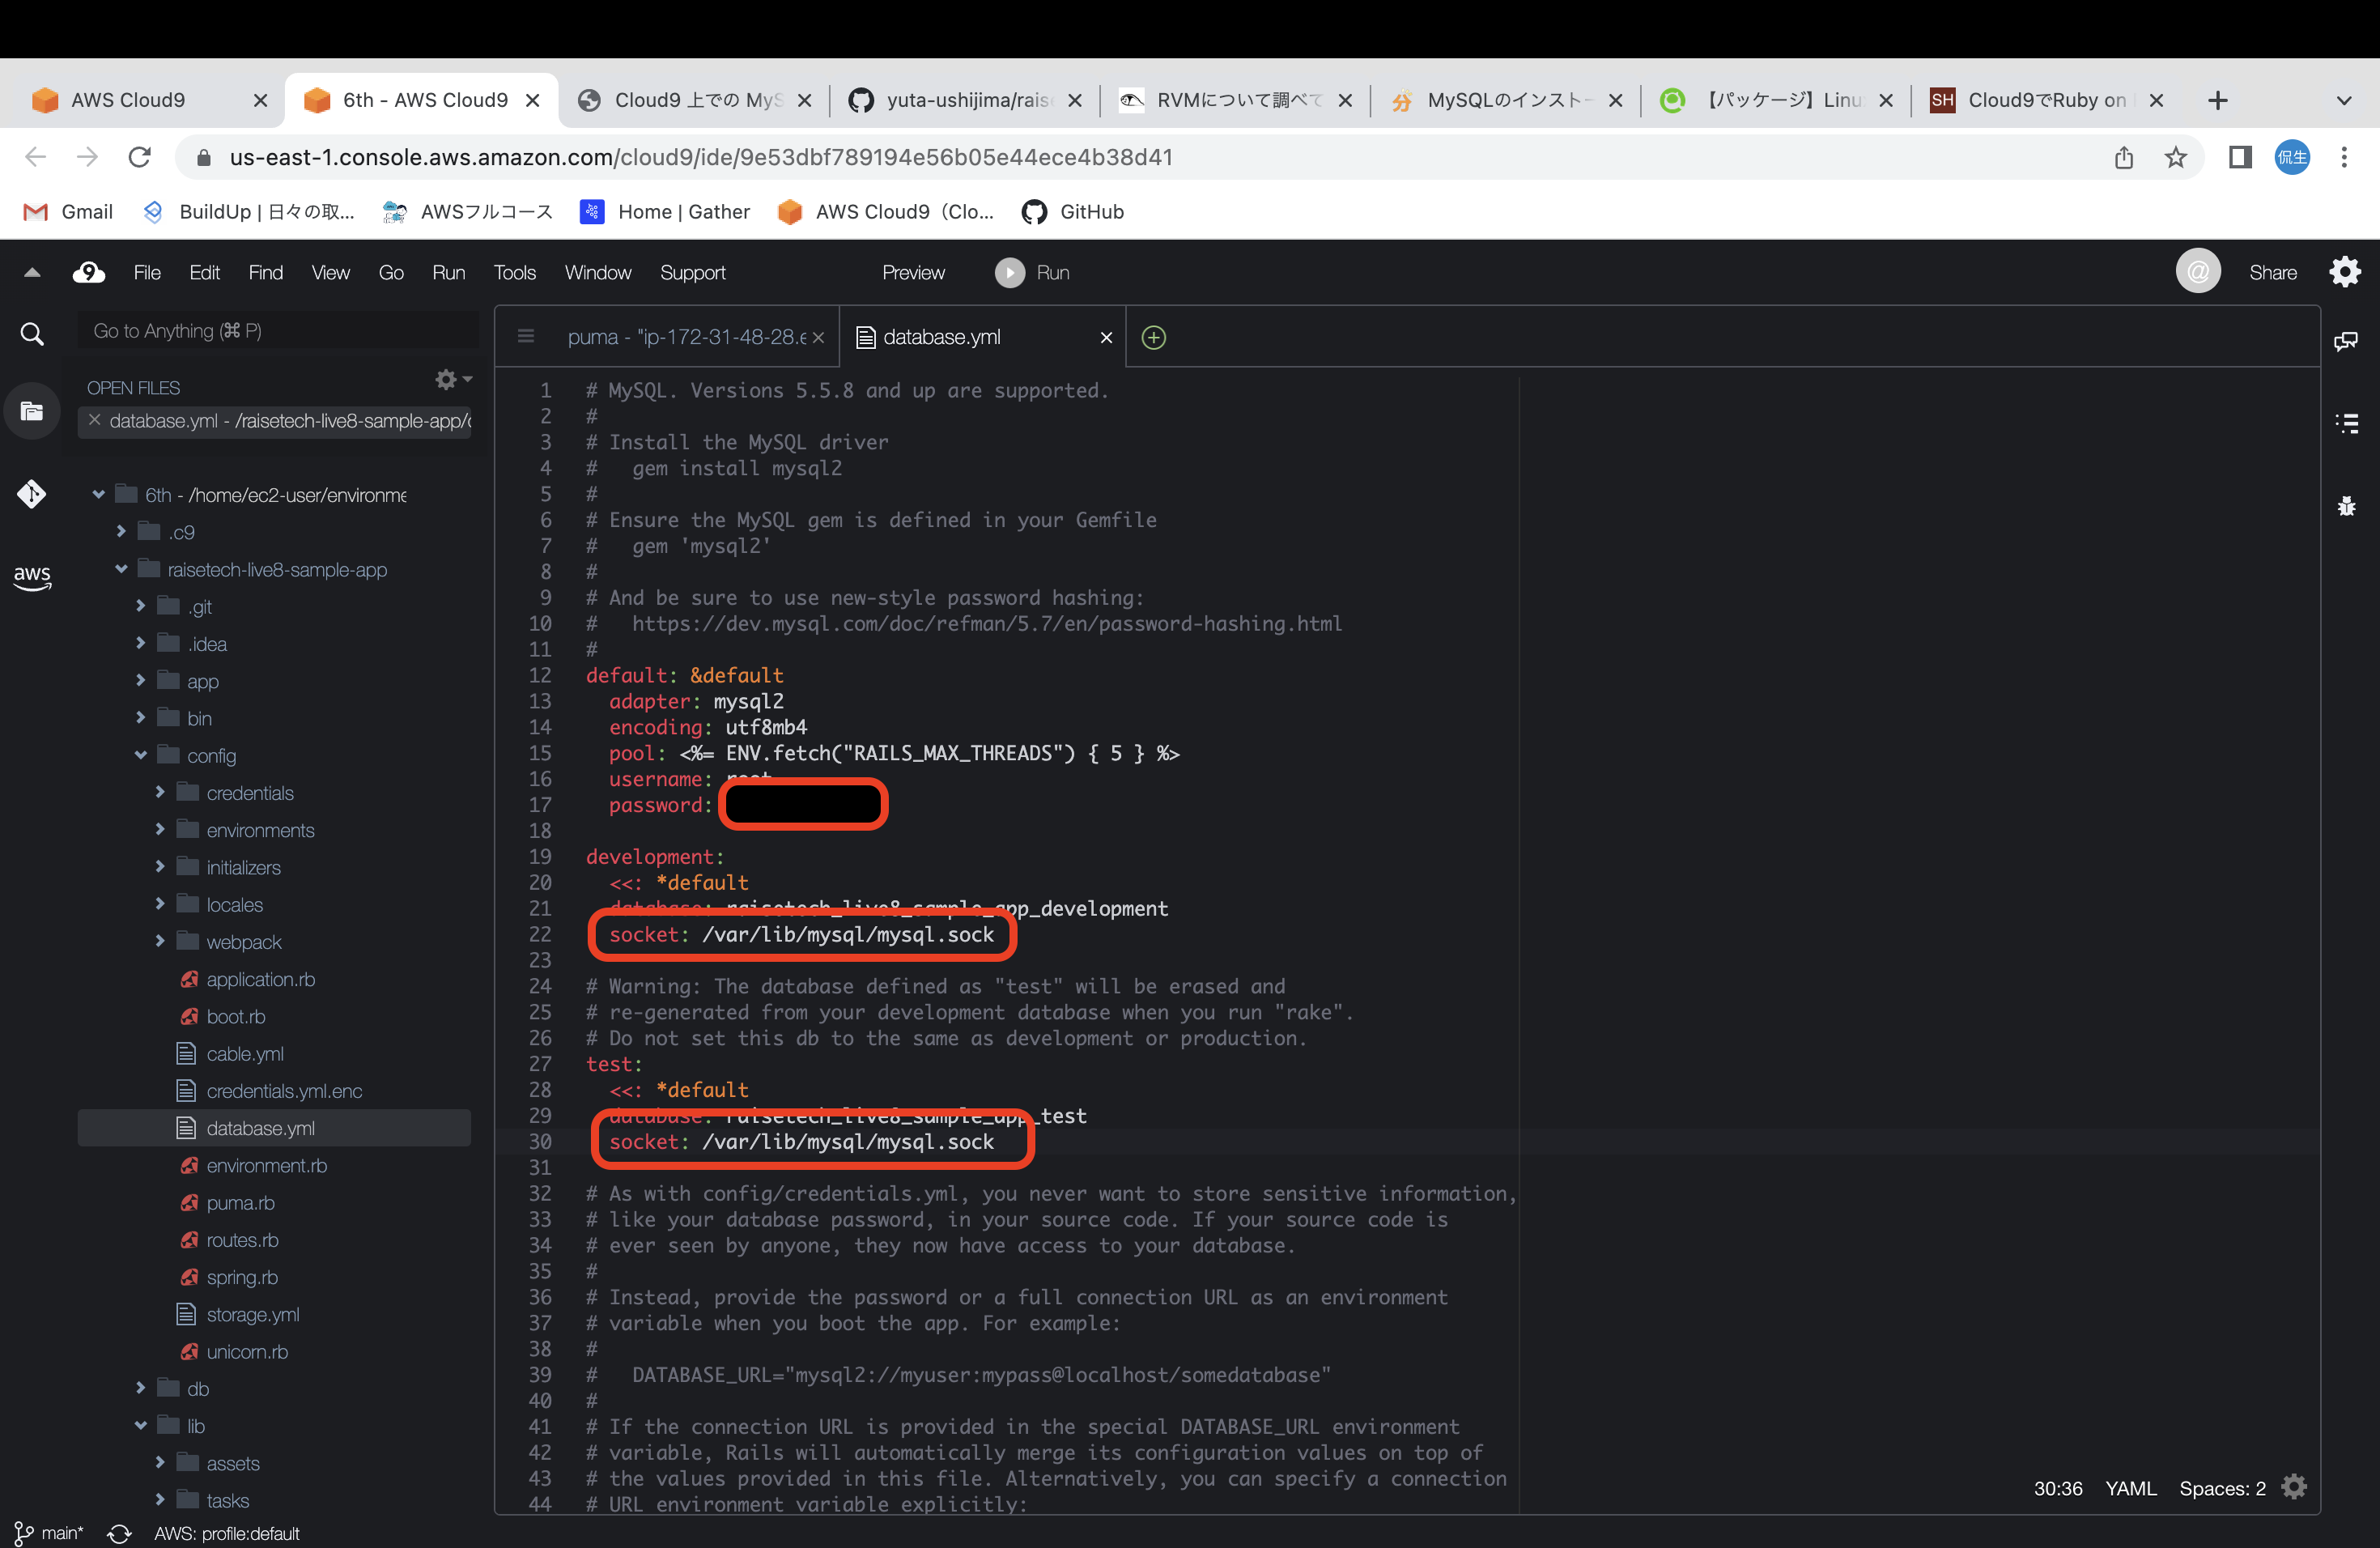 AWS Cloud9
6th - AWS Cloud9
Cloud9 上での MyS
yuta-ushijima/rais
RVMについて調べて
MySQLのインストー
【パッケージ】Linu
SH Cloud9でRuby on
us-east-1.console.aws.amazon.com/cloud9/ide/9e53dbf789194e56b05e44ece4b38d41
侃生
Gmail
BuildUp | 日々の取...
AWSフルコース
Home | Gather
AWS Cloud9（Clo...
GitHub
9 File Edit Find View Go Run Tools Window Support Preview Run
@ Share
Go to Anything (⌘ P)
OPEN FILES
database.yml - /raisetech-live8-sample-app/c
aws
6th - /home/ec2-user/environme
.c9
raisetech-live8-sample-app
.git
.idea
app
bin
config
credentials
environments
initializers
locales
webpack
application.rb
boot.rb
cable.yml
credentials.yml.enc
database.yml
environment.rb
puma.rb
routes.rb
spring.rb
storage.yml
unicorn.rb
db
lib
assets
tasks
puma - "ip-172-31-48-28.e
database.yml
1 # MySQL. Versions 5.5.8 and up are supported.
2 #
3 # Install the MySQL driver
4 #   gem install mysql2
5 #
6 # Ensure the MySQL gem is defined in your Gemfile
7 #   gem 'mysql2'
8 #
9 # And be sure to use new-style password hashing:
10 #   https://dev.mysql.com/doc/refman/5.7/en/password-hashing.html
11 #
12 default: &default
13   adapter: mysql2
14   encoding: utf8mb4
15   pool: <%= ENV.fetch("RAILS_MAX_THREADS") { 5 } %>
16   username: root
17   password:
18
19 development:
20   <<: *default
21   database: raisetech_live8_sample_app_development
22   socket: /var/lib/mysql/mysql.sock
23
24 # Warning: The database defined as "test" will be erased and
25 # re-generated from your development database when you run "rake".
26 # Do not set this db to the same as development or production.
27 test:
28   <<: *default
29   database: raisetech_live8_sample_app_test
30   socket: /var/lib/mysql/mysql.sock
31
32 # As with config/credentials.yml, you never want to store sensitive information,
33 # like your database password, in your source code. If your source code is
34 # ever seen by anyone, they now have access to your database.
35 #
36 # Instead, provide the password or a full connection URL as an environment
37 # variable when you boot the app. For example:
38 #
39 #   DATABASE_URL="mysql2://myuser:mypass@localhost/somedatabase"
40 #
41 # If the connection URL is provided in the special DATABASE_URL environment
42 # variable, Rails will automatically merge its configuration values on top of
43 # the values provided in this file. Alternatively, you can specify a connection
44 # URL environment variable explicitly:
30:36 YAML Spaces: 2
main* AWS: profile:default